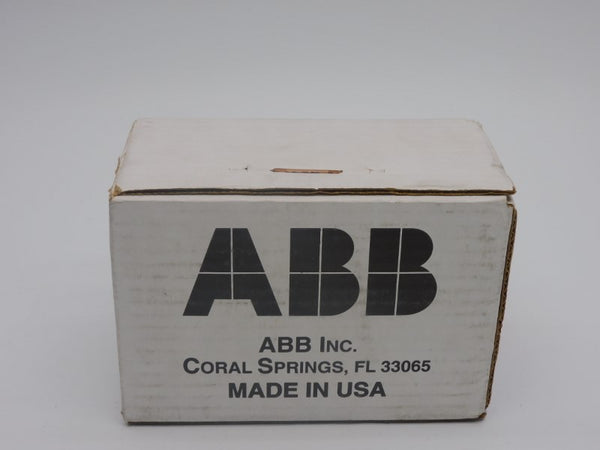 ABB
ABB INC.
CORAL SPRINGS, FL 33065
MADE IN USA